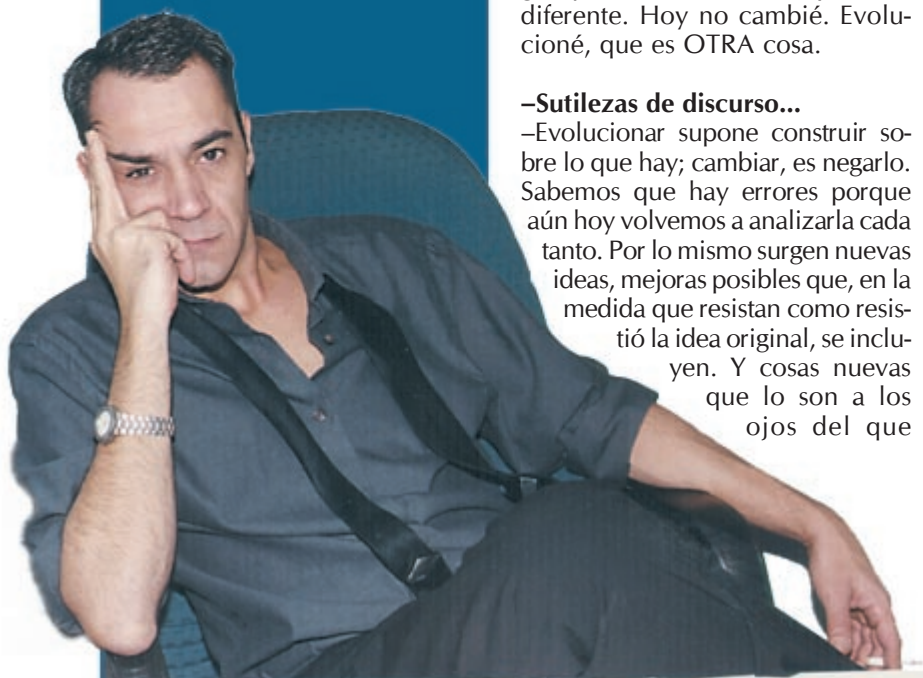 diferente. Hoy no cambié. Evolu-
cioné, que es OTRA cosa.
–Sutilezas de discurso...
–Evolucionar supone construir so-
bre lo que hay; cambiar, es negarlo.
Sabemos que hay errores porque
aún hoy volvemos a analizarla cada
tanto. Por lo mismo surgen nuevas
ideas, mejoras posibles que, en la
medida que resistan como resis-
tió la idea original, se inclu-
yen. Y cosas nuevas
que lo son a los
ojos del que